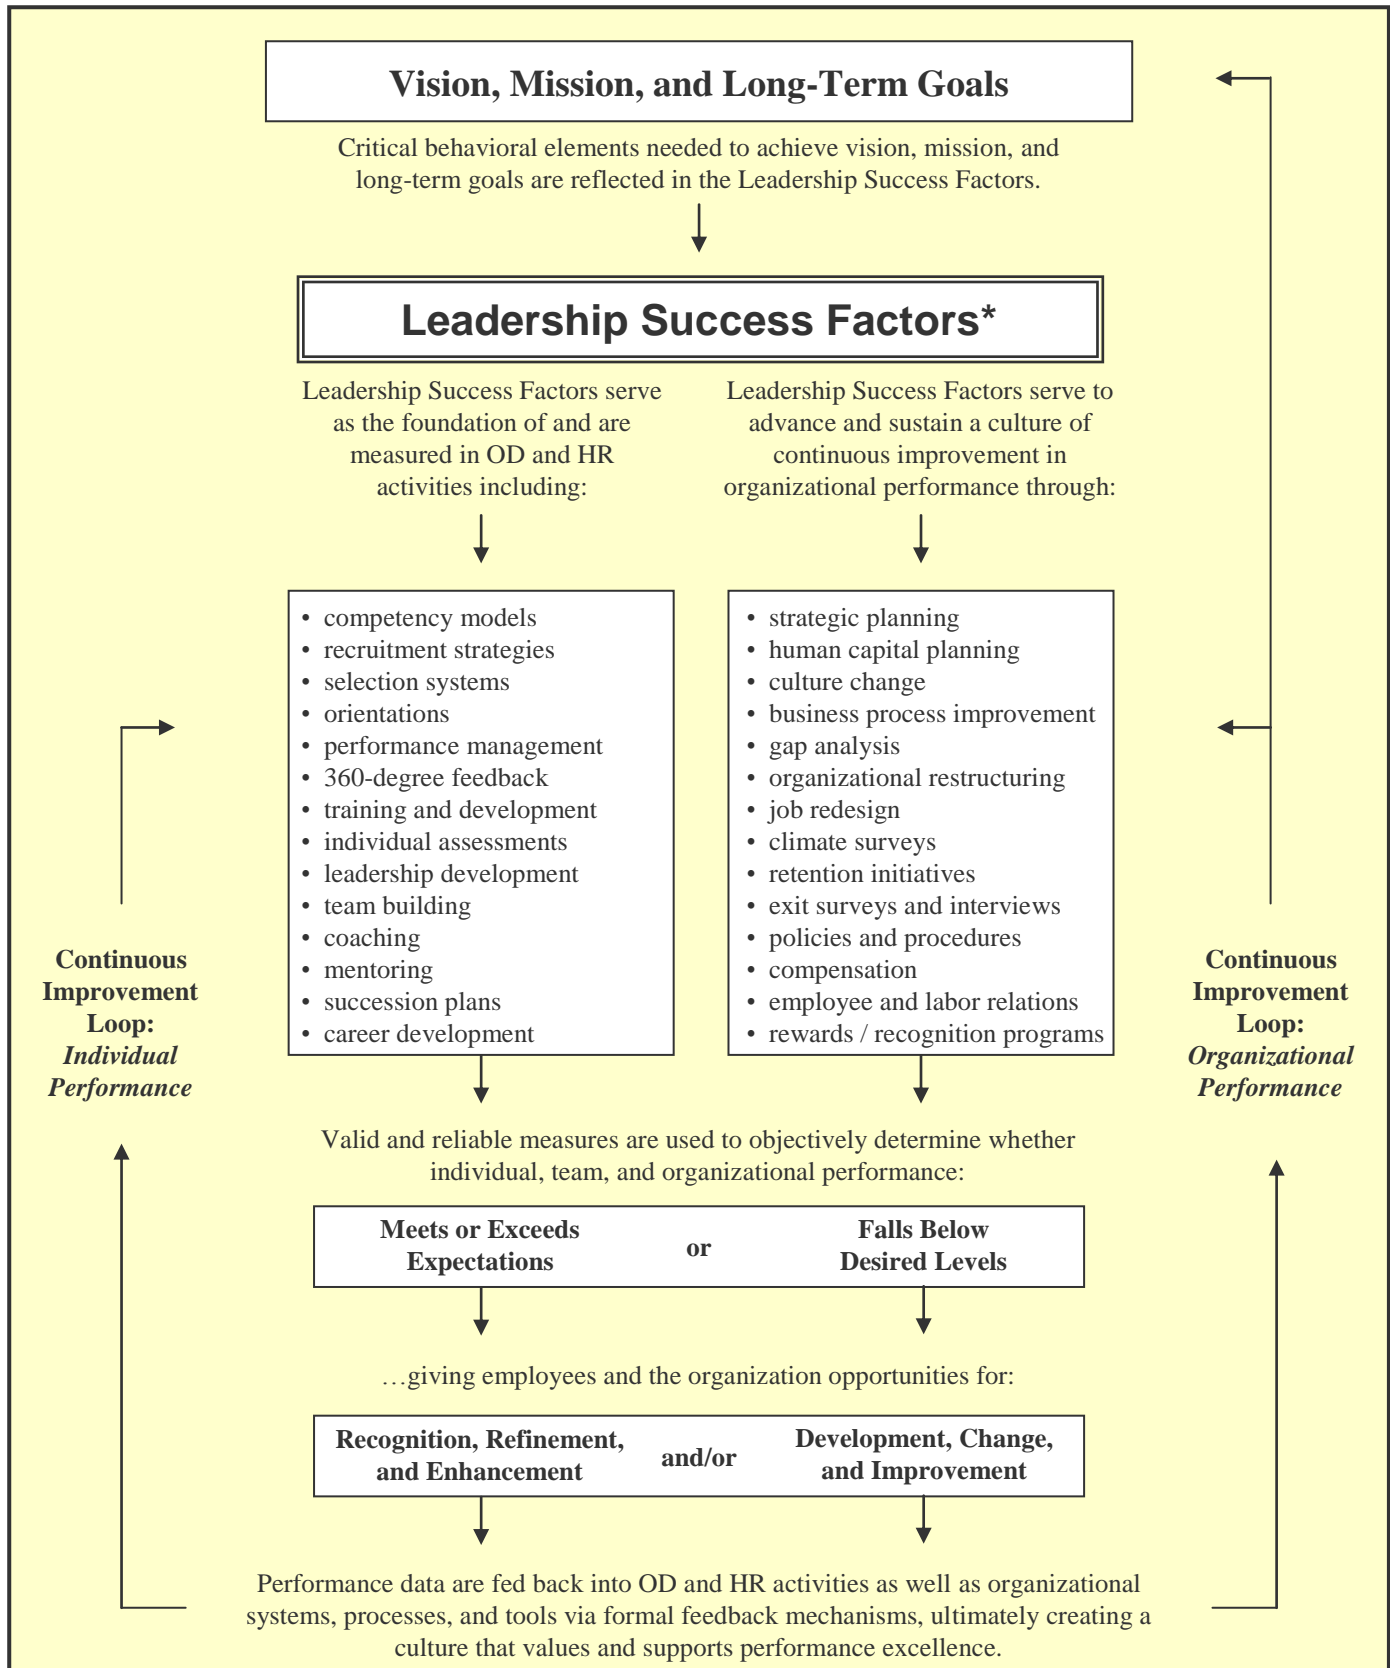 Vision, Mission, and Long-Term Goals
Critical behavioral elements needed to achieve vision, mission, and
long-term goals are reflected in the Leadership Success Factors.
Leadership Success Factors*
Leadership Success Factors serve
as the foundation of and are
measured in OD and HR
activities including:
Leadership Success Factors serve to
advance and sustain a culture of
continuous improvement in
organizational performance through:
• competency models
• recruitment strategies
• selection systems
• orientations
• performance management
• 360-degree feedback
• training and development
• individual assessments
• leadership development
• team building
• coaching
• mentoring
• succession plans
• career development
• strategic planning
• human capital planning
• culture change
• business process improvement
• gap analysis
• organizational restructuring
• job redesign
• climate surveys
• retention initiatives
• exit surveys and interviews
• policies and procedures
• compensation
• employee and labor relations
• rewards / recognition programs
Continuous
Improvement
Loop:
Individual
Performance
Continuous
Improvement
Loop:
Organizational
Performance
Valid and reliable measures are used to objectively determine whether
individual, team, and organizational performance:
Meets or Exceeds
Expectations
or
Falls Below
Desired Levels
…giving employees and the organization opportunities for:
Recognition, Refinement,
and Enhancement
and/or
Development, Change,
and Improvement
Performance data are fed back into OD and HR activities as well as organizational
systems, processes, and tools via formal feedback mechanisms, ultimately creating a
culture that values and supports performance excellence.